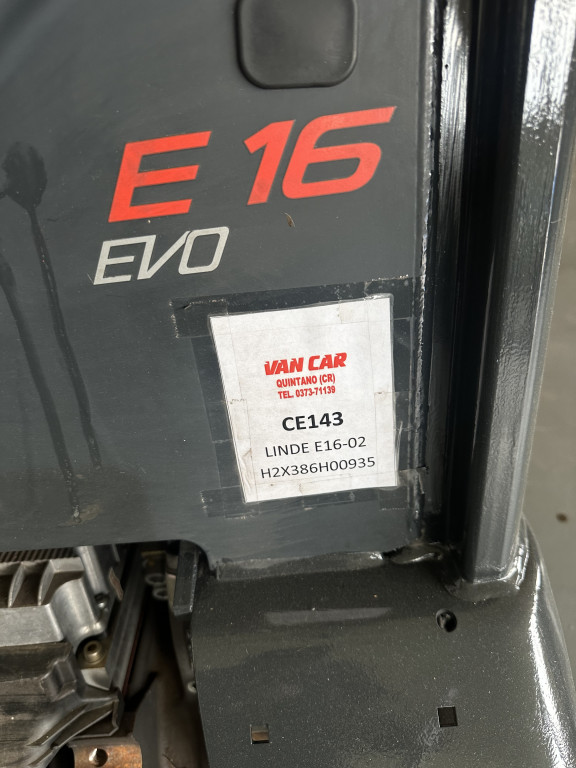 E 16
EVO
VAN CAR
QUINTANO (CR)
TEL. 0373-71139
CE143
LINDE E16-02
H2X386H00935